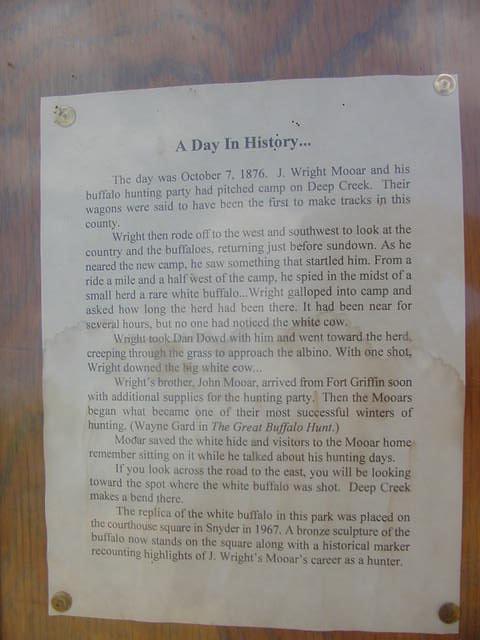 A Day In History...
The day was October 7, 1876. J. Wright Mooar and his
buffalo hunting party had pitched camp on Deep Creek. Their
wagons were said to have been the first to make tracks in this
county.
Wright then rode off to the west and southwest to look at the
country and the buffaloes, returning just before sundown. As he
neared the new camp, he saw something that startled him. From a
ride a mile and a half west of the camp, he spied in the midst of a
small herd a rare white buffalo...Wright galloped into camp and
asked how long the herd had been there. It had been near for
several hours, but no one had noticed the white cow.
Wright took Dan Dowd with him and went toward the herd,
creeping through the grass to approach the albino. With one shot,
Wright downed the big white cow...
Wright's brother, John Mooar, arrived from Fort Griffin soon
with additional supplies for the hunting party. Then the Mooars
began what became one of their most successful winters of
hunting. (Wayne Gard in The Great Buffalo Hunt.)
Mooar saved the white hide and visitors to the Mooar home
remember sitting on it while he talked about his hunting days.
If you look across the road to the east, you will be looking
toward the spot where the white buffalo was shot. Deep Creek
makes a bend there.
The replica of the white buffalo in this park was placed on
the courthouse square in Snyder in 1967. A bronze sculpture of the
buffalo now stands on the square along with a historical marker
recounting highlights of J. Wright's Mooar's career as a hunter.